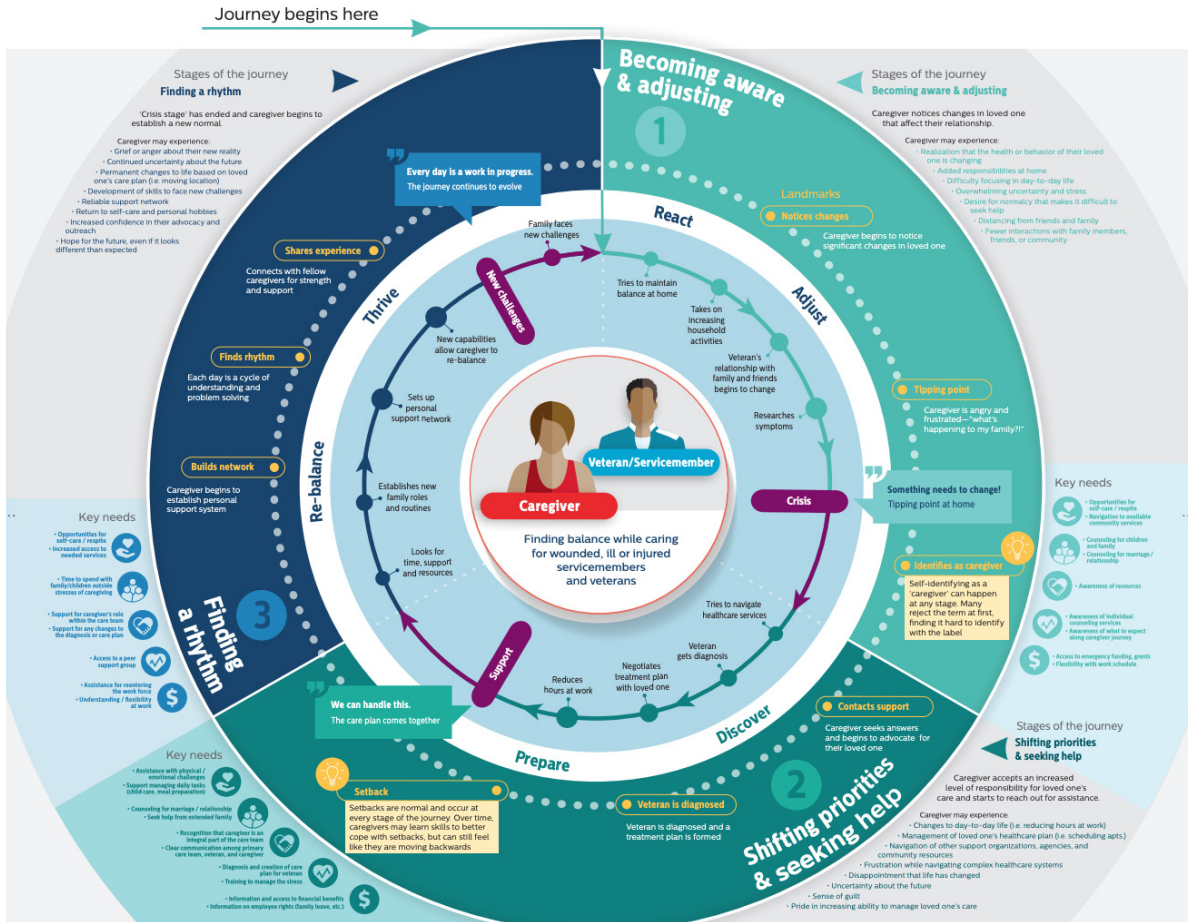 Journey begins here
Stages of the journey
Finding a rhythm
'Crisis stage' has ended and caregiver begins to
establish a new normal.
Caregiver may experience:
· Grief or anger about their new reality
· Continued uncertainty about the future
· Permanent changes to life based on loved
one's care plan (i.e. moving location)
· Development of skills to face new challenges
· Reliable support network
· Return to self-care and personal hobbies
· Increased confidence in their advocacy and
outreach
· Hope for the future, even if it looks
different than expected
Becoming aware
& adjusting
1
Stages of the journey
Becoming aware & adjusting
Caregiver notices changes in loved one
that affect their relationship.
Caregiver may experience:
· Realization that the health or behavior of their loved
one is changing
· Added responsibilities at home
· Difficulty focusing in day-to-day life
· Overwhelming uncertainty and stress
· Desire for normalcy that makes it difficult to
seek help
· Distancing from friends and family
· Fewer interactions with family members,
friends, or community
Landmarks
Notices changes
Caregiver begins to notice
significant changes in loved one
Tipping point
Caregiver is angry and
frustrated—"what's
happening to my family?!"
Something needs to change!
Tipping point at home
Identifies as caregiver
Self-identifying as a
'caregiver' can happen
at any stage. Many
reject the term at first,
finding it hard to identify
with the label
Key needs
· Opportunities for
self-care / respite
· Navigation to available
community services
· Counseling for children
and family
· Counseling for marriage /
relationship
· Awareness of resources
· Awareness of individual
counseling services
· Awareness of what to expect
along caregiver journey
$
· Access to emergency funding, grants
· Flexibility with work schedule
React
Adjust
Discover
Prepare
Re-balance
Thrive
Tries to maintain
balance at home
Takes on
increasing
household
activities
Veteran's
relationship with
family and friends
begins to change
Researches
symptoms
Crisis
Tries to navigate
healthcare services
Veteran
gets diagnosis
Negotiates
treatment plan
with loved one
Reduces
hours at work
Support
Looks for
time, support
and resources
Establishes new
family roles
and routines
Sets up
personal
support network
New capabilities
allow caregiver to
re-balance
New challenges
Family faces
new challenges
Every day is a work in progress.
The journey continues to evolve
Veteran/Servicemember
Caregiver
Finding balance while caring
for wounded, ill or injured
servicemembers
and veterans
Contacts support
Caregiver seeks answers
and begins to advocate for
their loved one
Veteran is diagnosed
Veteran is diagnosed and a
treatment plan is formed
Setback
Setbacks are normal and occur at
every stage of the journey. Over time,
caregivers may learn skills to better
cope with setbacks, but can still feel
like they are moving backwards
We can handle this.
The care plan comes together
2
Shifting priorities
& seeking help
Stages of the journey
Shifting priorities
& seeking help
Caregiver accepts an increased
level of responsibility for loved one's
care and starts to reach out for assistance.
Caregiver may experience:
· Changes to day-to-day life (i.e. reducing hours at work)
· Management of loved one's healthcare plan (i.e. scheduling apts.)
· Navigation of other support organizations, agencies, and
community resources
· Frustration while navigating complex healthcare systems
· Disappointment that life has changed
· Uncertainty about the future
· Sense of guilt
· Pride in increasing ability to manage loved one's care
Key needs
· Assistance with physical /
emotional challenges
· Support managing daily tasks
(child care, meal preparation)
· Counseling for marriage / relationship
· Seek help from extended family
· Recognition that caregiver is an
integral part of the care team
· Clear communication among primary
care team, veteran, and caregiver
· Diagnosis and creation of care
plan for veteran
· Training to manage the stress
· Information and access to financial benefits
· Information on employee rights (family leave, etc.)
$
3
Finding
a rhythm
Shares experience
Connects with fellow
caregivers for strength
and support
Finds rhythm
Each day is a cycle of
understanding and
problem solving
Builds network
Caregiver begins to
establish personal
support system
Key needs
· Opportunities for
self-care / respite
· Increased access to
needed services
· Time to spend with
family/children outside
stresses of caregiving
· Support for caregiver's role
within the care team
· Support for any changes to
the diagnosis or care plan
· Access to a peer
support group
· Assistance for reentering
the work force
· Understanding / flexibility
at work
$